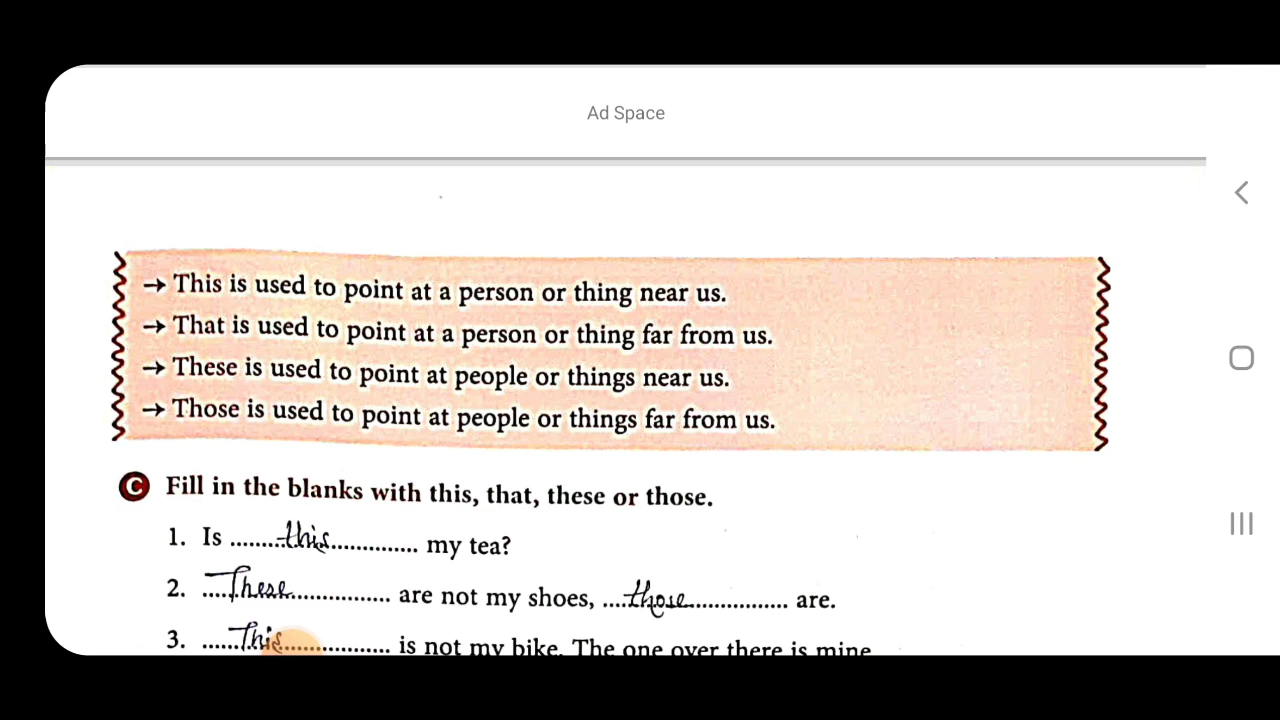 Ad Space
→ This is used to point at a person or thing near us.
→ That is used to point at a person or thing far from us.
→ These is used to point at people or things near us.
→ Those is used to point at people or things far from us.
C Fill in the blanks with this, that, these or those.
1. Is ........this.............. my tea?
2. .....These................. are not my shoes, ....those................ are.
3. ......This.................. is not my bike. The one over there is mine